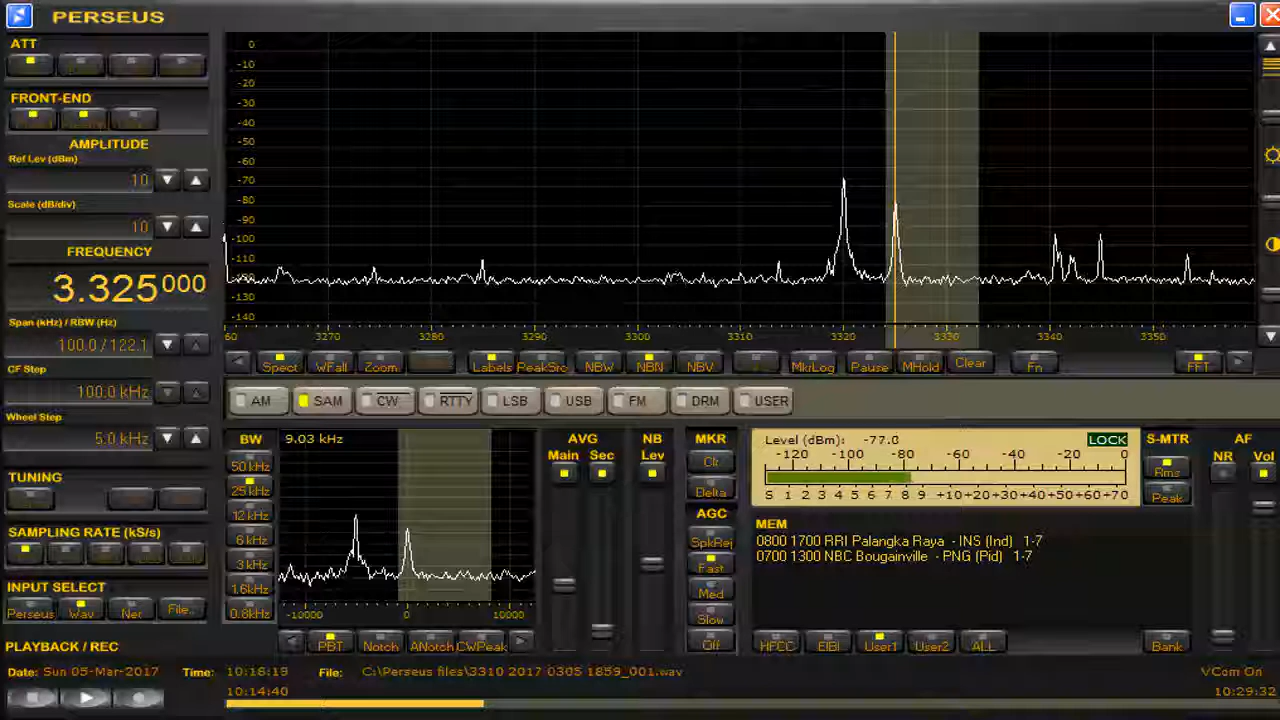 PERSEUS
ATT
FRONT-END
AMPLITUDE
Ref Lev (dBm)
10
Scale (dB/div)
10
FREQUENCY
3.325000
Span (kHz) / RBW (Hz)
100.0 / 122.1
CF Step
100.0 kHz
Wheel Step
5.0 kHz
TUNING
SAMPLING RATE (kS/s)
INPUT SELECT
Perseus Wav Net File..
PLAYBACK / REC
0
-10
-20
-30
-40
-50
-60
-70
-80
-90
-100
-110
-120
-130
-140
60 3270 3280 3290 3300 3310 3320 3330 3340 3350
Spect WFall Zoom Labels PeakSrc NBW NBN NBV MkrLog Pause MHold Clear Fn FFT
AM SAM CW RTTY LSB USB FM DRM USER
BW
50 kHz
25 kHz
12 kHz
6 kHz
3 kHz
1.6kHz
0.8kHz
9.03 kHz
-10000 0 10000
PBT Notch ANotch CWPeak
AVG
Main Sec
NB
Lev
MKR
Clr
Delta
AGC
SpkRej
Fast
Med
Slow
Off
Level (dBm): -77.0 LOCK
-120 -100 -80 -60 -40 -20 0
S 1 2 3 4 5 6 7 8 9 +10+20+30+40+50+60+70
S-MTR
Rms
Peak
AF
NR Vol
MEM
0800 1700 RRI Palangka Raya - INS (Ind) 1-7
0700 1300 NBC Bougainville - PNG (Pid) 1-7
HFCC EIBI User1 User2 ALL Bank
Date: Sun 05-Mar-2017 Time: 10:18:19 File: C:\Perseus files\3310 2017 0305 1859_001.wav VCom On
10:14:40 10:29:32